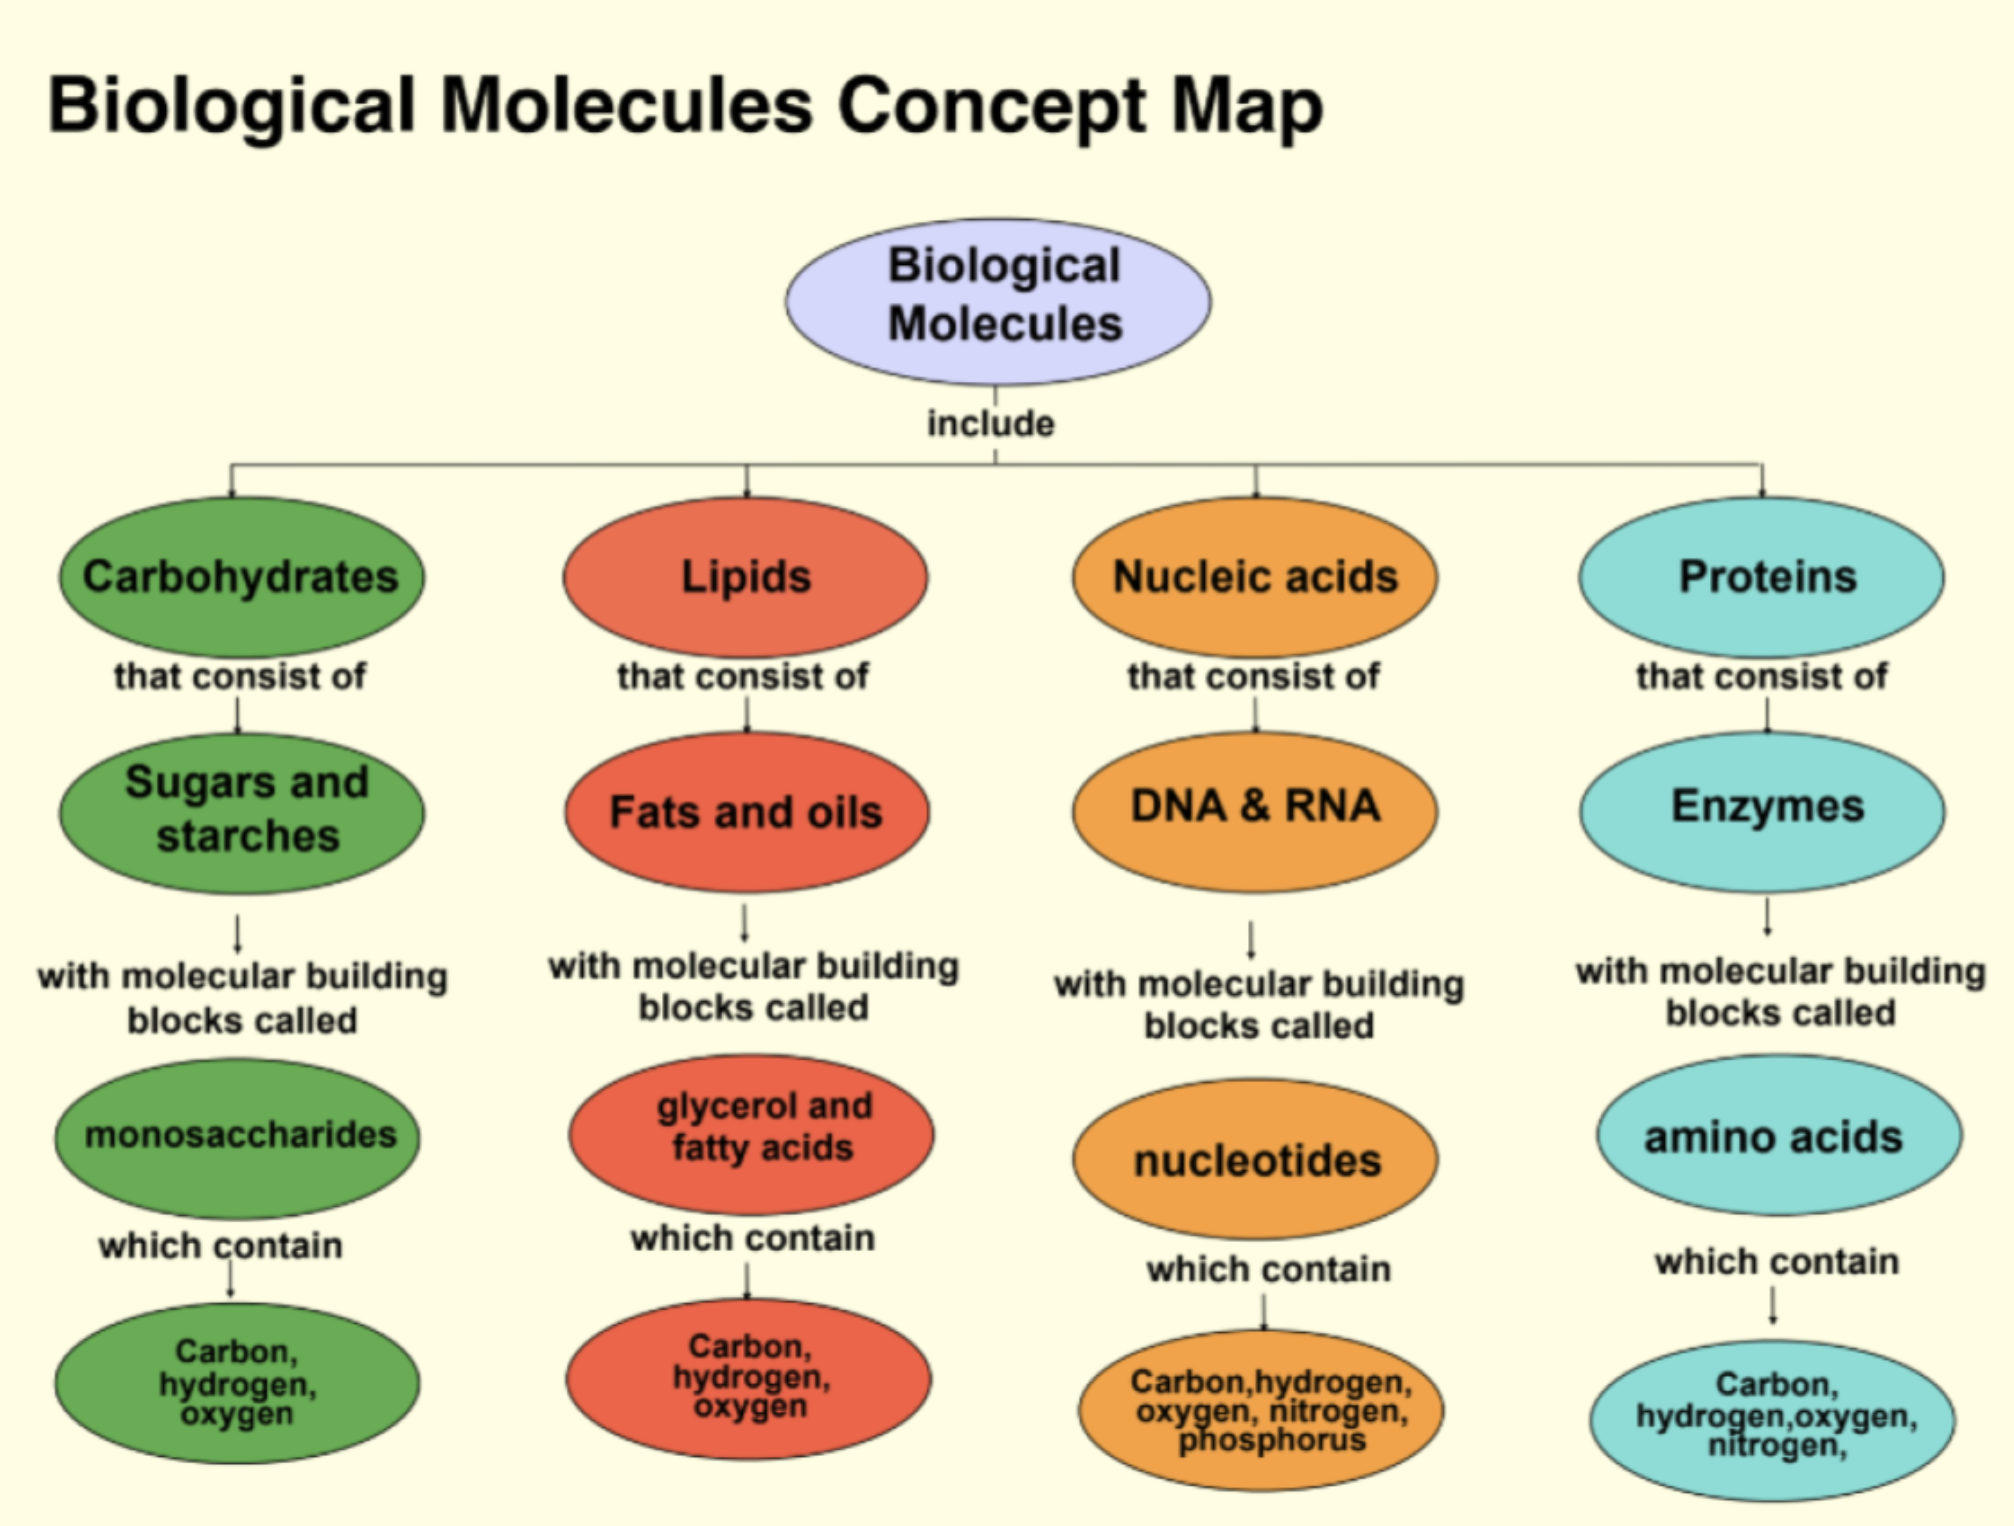 Biological Molecules Concept Map
Biological
Molecules
include
Carbohydrates
that consist of
Sugars and
starches
with molecular building
blocks called
monosaccharides
which contain
Carbon,
hydrogen,
oxygen
Lipids
that consist of
Fats and oils
with molecular building
blocks called
glycerol and
fatty acids
which contain
Carbon,
hydrogen,
oxygen
Nucleic acids
that consist of
DNA & RNA
with molecular building
blocks called
nucleotides
which contain
Carbon,hydrogen,
oxygen, nitrogen,
phosphorus
Proteins
that consist of
Enzymes
with molecular building
blocks called
amino acids
which contain
Carbon,
hydrogen,oxygen,
nitrogen,